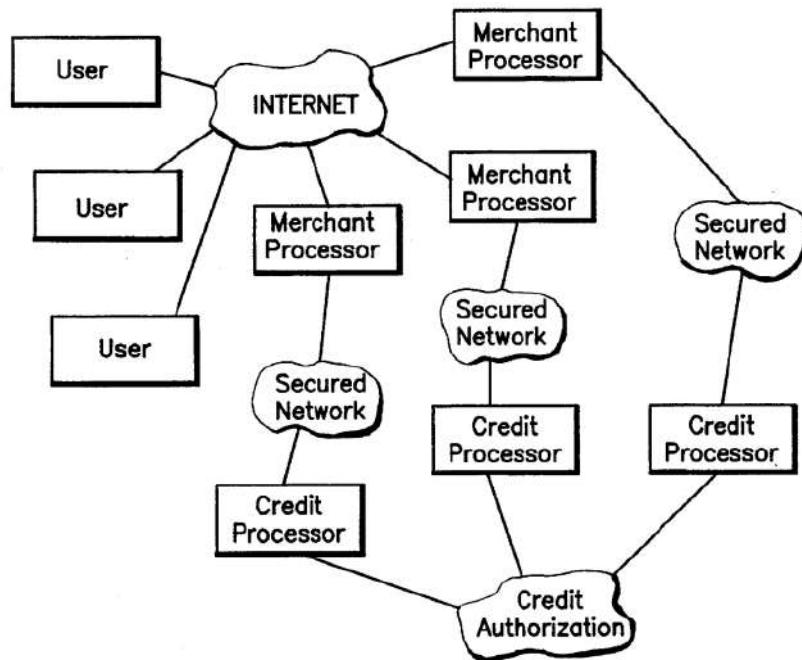 Merchant
Processor
User
INTERNET
Merchant
Processor
User
Merchant
Processor
Secured
Network
Secured
Network
User
Secured
Network
Credit
Processor
Credit
Processor
Credit
Processor
Credit
Authorization